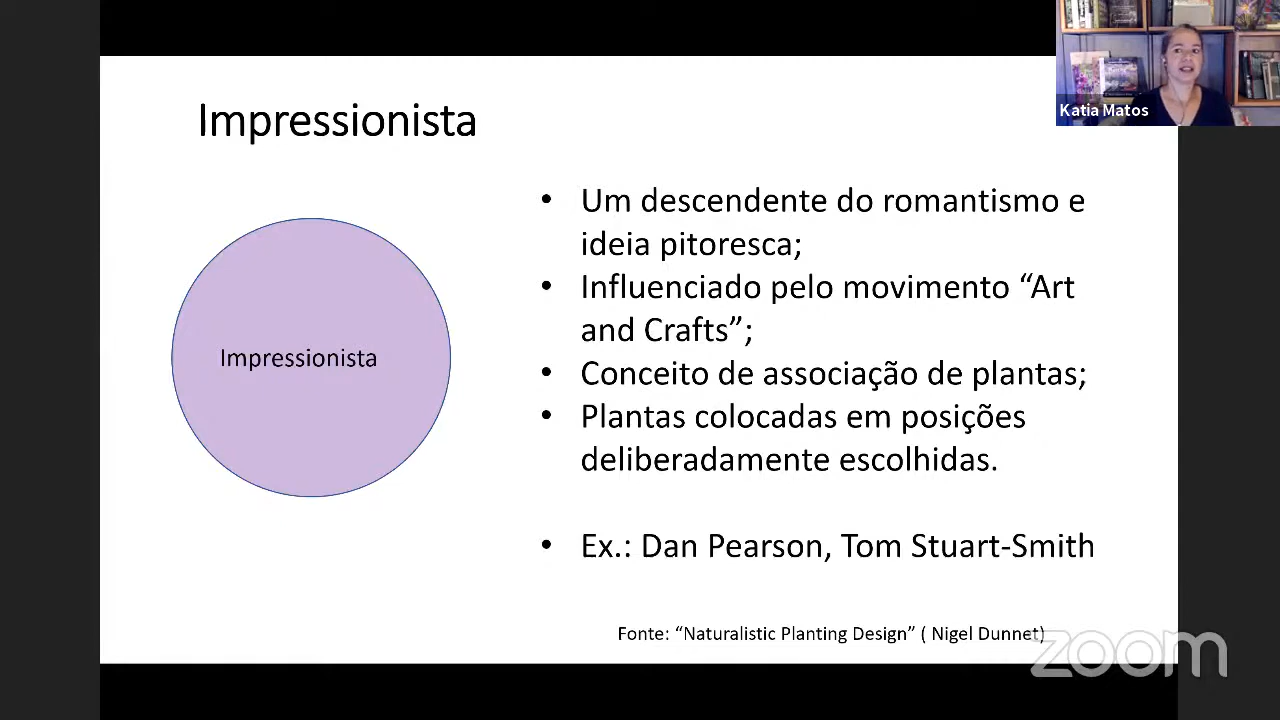 Katia Matos
Impressionista
Impressionista
• Um descendente do romantismo e
ideia pitoresca;
• Influenciado pelo movimento “Art
and Crafts”;
• Conceito de associação de plantas;
• Plantas colocadas em posições
deliberadamente escolhidas.
• Ex.: Dan Pearson, Tom Stuart-Smith
Fonte: “Naturalistic Planting Design” ( Nigel Dunnet)
zoom